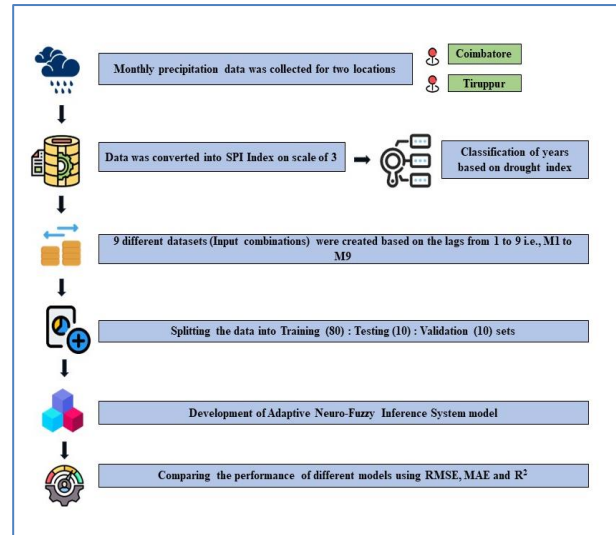 Monthly precipitation data was collected for two locations
Coimbatore
Tiruppur
Data was converted into SPI Index on scale of 3
Classification of years
based on drought index
9 different datasets (Input combinations) were created based on the lags from 1 to 9 i.e., M1 to
M9
Splitting the data into Training (80) : Testing (10) : Validation (10) sets
Development of Adaptive Neuro-Fuzzy Inference System model
Comparing the performance of different models using RMSE, MAE and R²